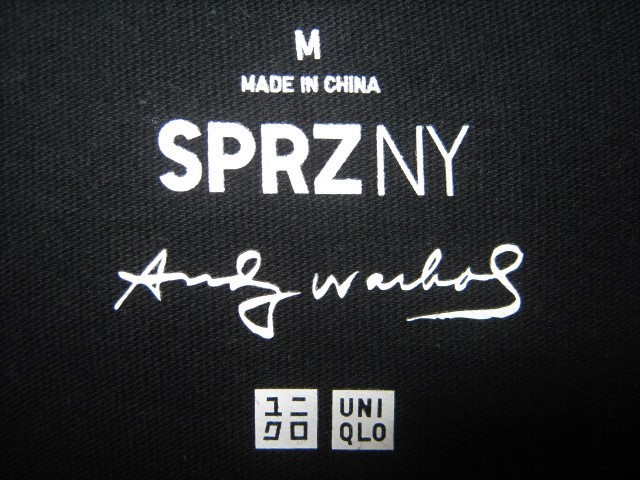 M
MADE IN CHINA
SPRZ NY
Andy Warhol
ユニ
クロ
UNI
QLO